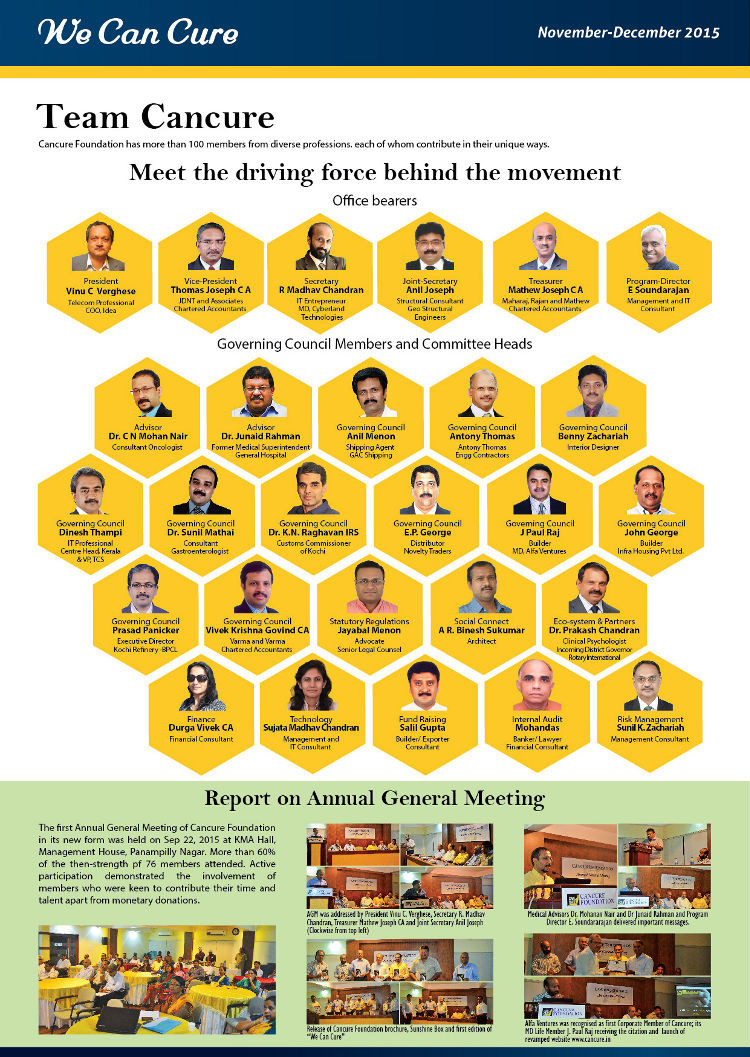 We Can Cure
November-December 2015
Team Cancure
Cancure Foundation has more than 100 members from diverse professions. each of whom contribute in their unique ways.
Meet the driving force behind the movement
Office bearers
President
Vinu C Verghese
Telecom Professional
COO, Idea
Vice-President
Thomas Joseph C A
JDNT and Associates
Chartered Accountants
Secretary
R Madhav Chandran
IT Entrepreneur
MD, Cyberland
Technologies
Joint-Secretary
Anil Joseph
Structural Consultant
Geo Structural
Engineers
Treasurer
Mathew Joseph C A
Maharaj, Rajan and Mathew
Chartered Accountants
Program-Director
E Soundarajan
Management and IT
Consultant
Governing Council Members and Committee Heads
Advisor
Dr. C N Mohan Nair
Consultant Oncologist
Advisor
Dr. Junaid Rahman
Former Medical Superintendent
General Hospital
Governing Council
Anil Menon
Shipping Agent
GAC Shipping
Governing Council
Antony Thomas
Antony Thomas
Engg Contractors
Governing Council
Benny Zachariah
Interior Designer
Governing Council
Dinesh Thampi
IT Professional
Centre Head, Kerala
& VP, TCS
Governing Council
Dr. Sunil Mathai
Consultant
Gastroenterologist
Governing Council
Dr. K.N. Raghavan IRS
Customs Commissioner
of Kochi
Governing Council
E.P. George
Distributor
Novelty Traders
Governing Council
J Paul Raj
Builder
MD, Alfa Ventures
Governing Council
John George
Builder
Infra Housing Pvt Ltd.
Governing Council
Prasad Panicker
Executive Director
Kochi Refinery -BPCL
Governing Council
Vivek Krishna Govind CA
Varma and Varma
Chartered Accountants
Statutory Regulations
Jayabal Menon
Advocate
Senior Legal Counsel
Social Connect
A R. Binesh Sukumar
Architect
Eco-system & Partners
Dr. Prakash Chandran
Clinical Psychologist
Incoming District Governor
Rotary International
Finance
Durga Vivek CA
Financial Consultant
Technology
Sujata Madhav Chandran
Management and
IT Consultant
Fund Raising
Salil Gupta
Builder/ Exporter
Consultant
Internal Audit
Mohandas
Banker/ Lawyer
Financial Consultant
Risk Management
Sunil K. Zachariah
Management Consultant
Report on Annual General Meeting
The first Annual General Meeting of Cancure Foundation
in its new form was held on Sep 22, 2015 at KMA Hall,
Management House, Panampilly Nagar. More than 60%
of the then-strength pf 76 members attended. Active
participation demonstrated the involvement of
members who were keen to contribute their time and
talent apart from monetary donations.
AGM was addressed by President Vinu C. Verghese, Secretary R. Madhav
Chandran, Treasurer Mathew Joseph CA and Joint Secretary Anil Joseph
(Clockwise from top left)
CANCURE
FOUNDATION
Medical Advisors Dr. Mohanan Nair and Dr Junaid Rahman and Program
Director E. Soundararajan delivered important messages.
Release of Cancure Foundation brochure, Sunshine Box and first edition of
"We Can Cure"
CANCURE
FOUNDATION
Alfa Ventures was recognised as first Corporate Member of Cancure; its
MD Life Member J. Paul Raj receiving the citation and launch of
revamped website www.cancure.in